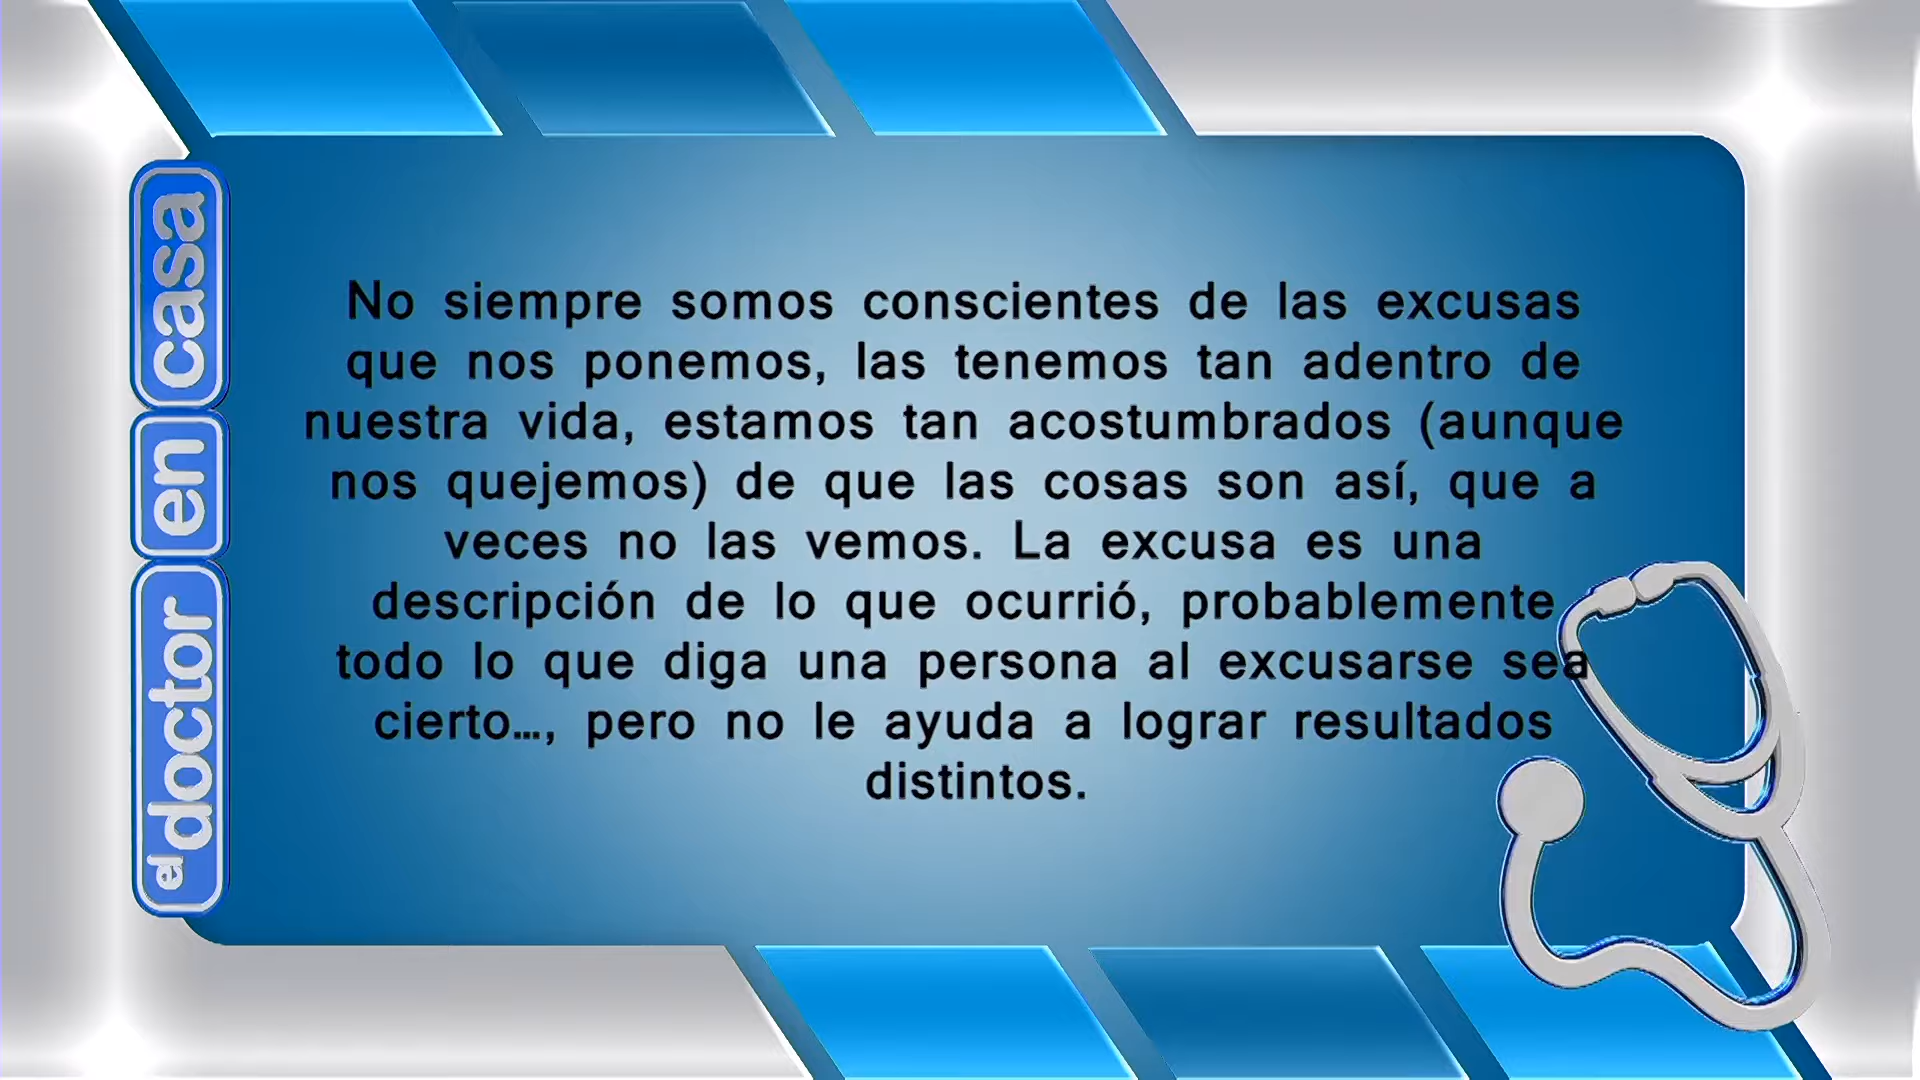 el doctor en casa
No siempre somos conscientes de las excusas
que nos ponemos, las tenemos tan adentro de
nuestra vida, estamos tan acostumbrados (aunque
nos quejemos) de que las cosas son así, que a
veces no las vemos. La excusa es una
descripción de lo que ocurrió, probablemente
todo lo que diga una persona al excusarse sea
cierto..., pero no le ayuda a lograr resultados
distintos.